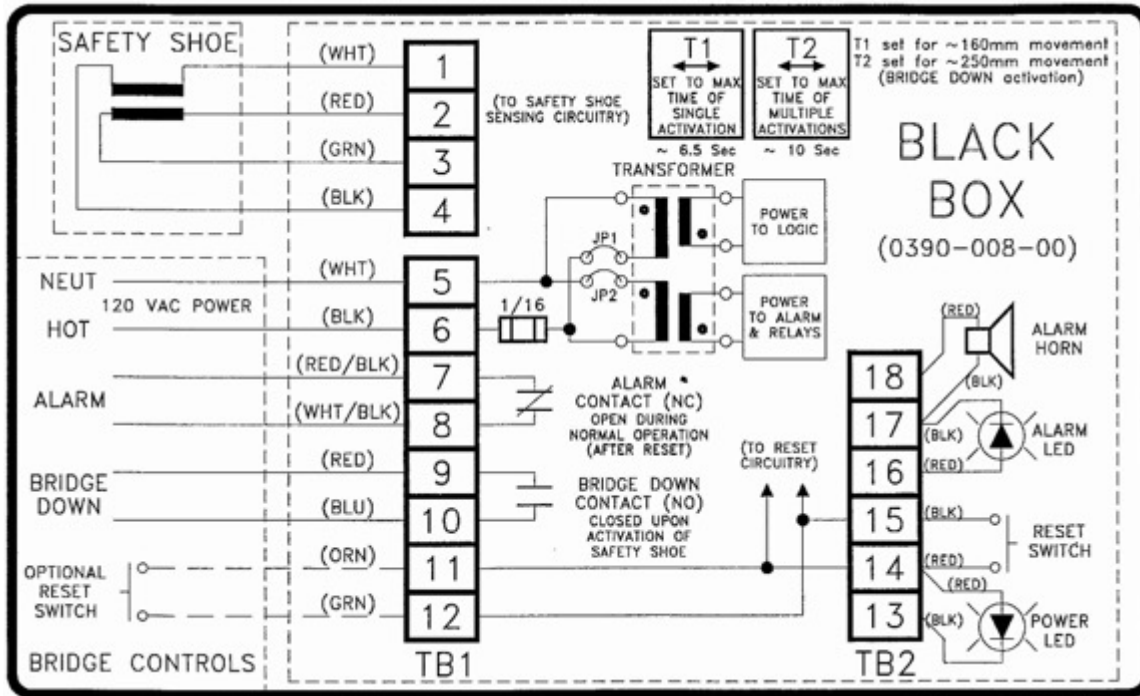 SAFETY SHOE
(WHT)
(RED)
(GRN)
(BLK)
1
2
3
4
(TO SAFETY SHOE
SENSING CIRCUITRY)
T1
SET TO MAX
TIME OF
SINGLE
ACTIVATION
~ 6.5 Sec
T2
SET TO MAX
TIME OF
MULTIPLE
ACTIVATIONS
~ 10 Sec
T1 set for ~160mm movement
T2 set for ~250mm movement
(BRIDGE DOWN activation)
BLACK
BOX
(0390-008-00)
TRANSFORMER
JP1
JP2
POWER
TO LOGIC
POWER
TO ALARM
& RELAYS
NEUT
120 VAC POWER
HOT
(WHT)
(BLK)
5
6
1/16
ALARM
(RED/BLK)
(WHT/BLK)
7
8
ALARM *
CONTACT (NC)
OPEN DURING
NORMAL OPERATION
(AFTER RESET)
BRIDGE
DOWN
(RED)
(BLU)
9
10
BRIDGE DOWN
CONTACT (NO)
CLOSED UPON
ACTIVATION OF
SAFETY SHOE
OPTIONAL
RESET
SWITCH
(ORN)
(GRN)
11
12
BRIDGE CONTROLS
TB1
(TO RESET
CIRCUITRY)
18
17
16
15
14
13
TB2
(RED)
(BLK)
ALARM
HORN
(BLK)
(RED)
ALARM
LED
(BLK)
(RED)
RESET
SWITCH
(RED)
(BLK)
POWER
LED